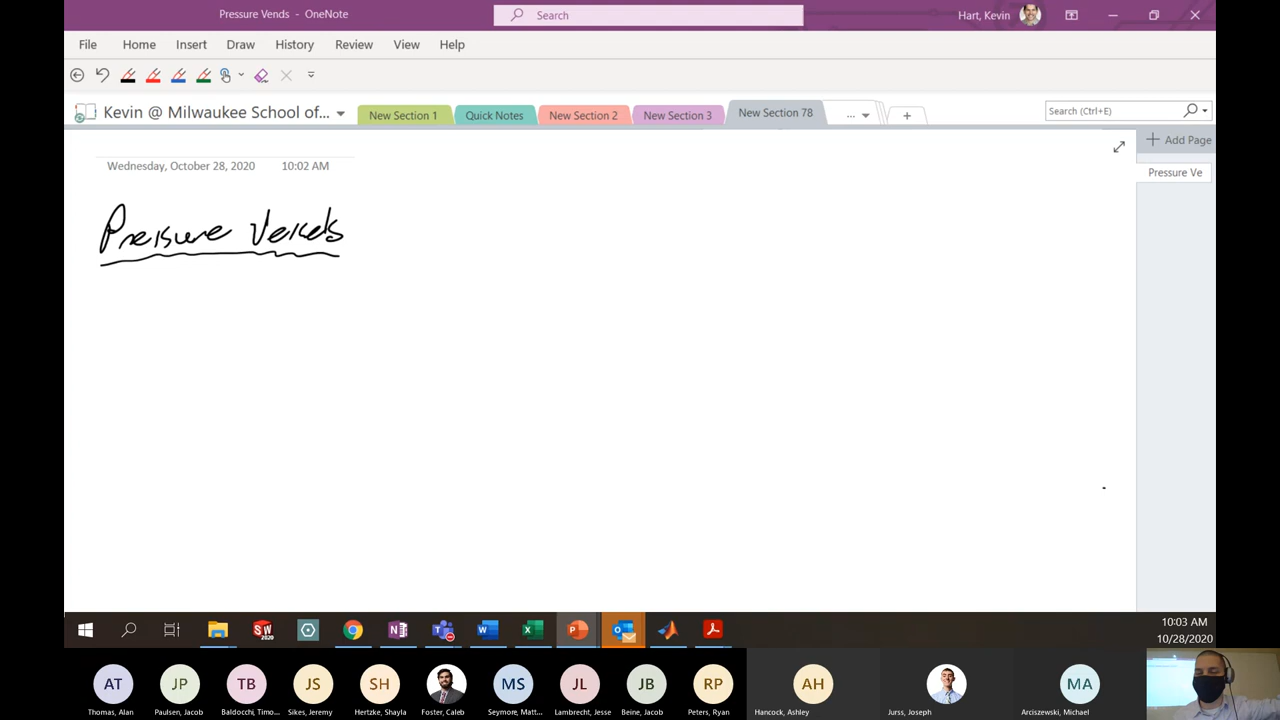 Pressure Vends - OneNote
Search
Hart, Kevin
File Home Insert Draw History Review View Help
Kevin @ Milwaukee School of...
New Section 1
Quick Notes
New Section 2
New Section 3
New Section 78
...
Search (Ctrl+E)
Add Page
Wednesday, October 28, 2020 10:02 AM
Pressure Ve
Pressure Vessels
SW
2020
10:03 AM
10/28/2020
AT
JP
TB
JS
SH
MS
JL
JB
RP
AH
MA
Thomas, Alan
Paulsen, Jacob
Baldocchi, Timo...
Sikes, Jeremy
Hertzke, Shayla
Foster, Caleb
Seymore, Matt...
Lambrecht, Jesse
Beine, Jacob
Peters, Ryan
Hancock, Ashley
Jurss, Joseph
Arciszewski, Michael